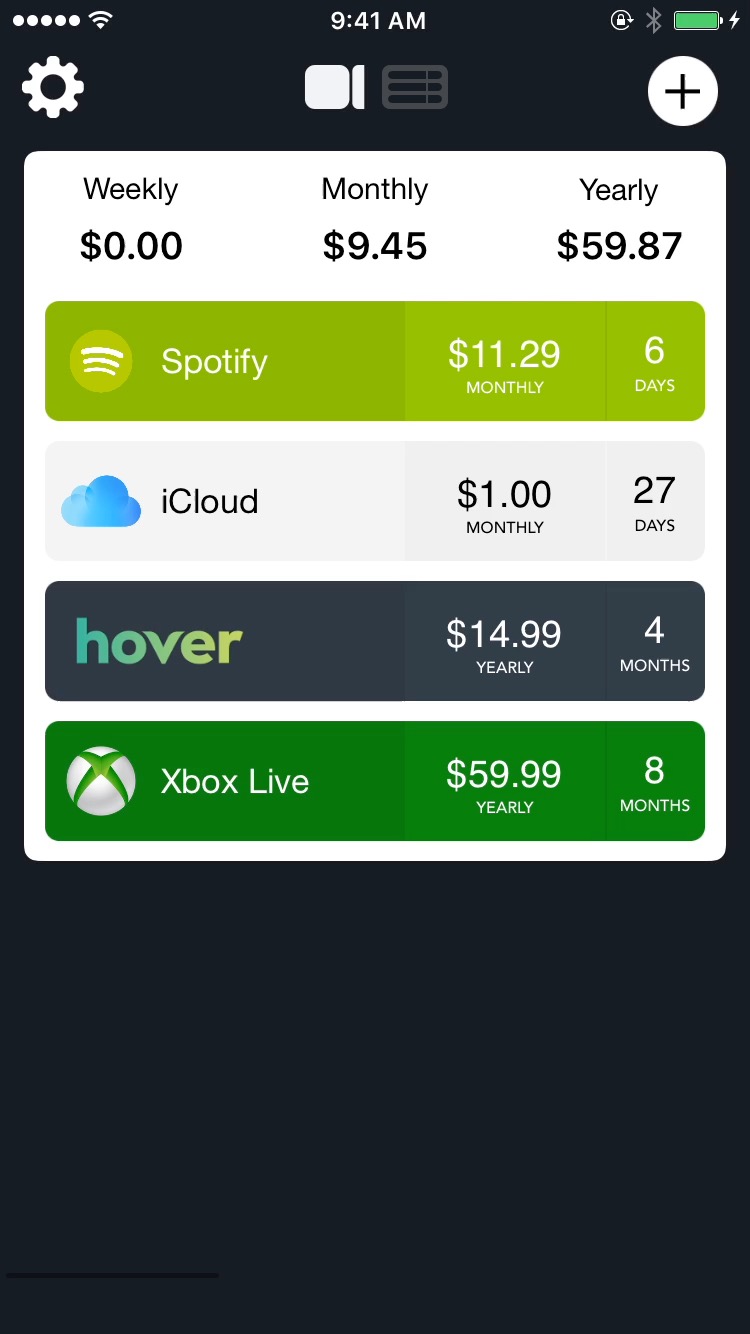 9:41 AM
Weekly Monthly Yearly
$0.00 $9.45 $59.87
Spotify $11.29 6
MONTHLY DAYS
iCloud $1.00 27
MONTHLY DAYS
hover $14.99 4
YEARLY MONTHS
Xbox Live $59.99 8
YEARLY MONTHS